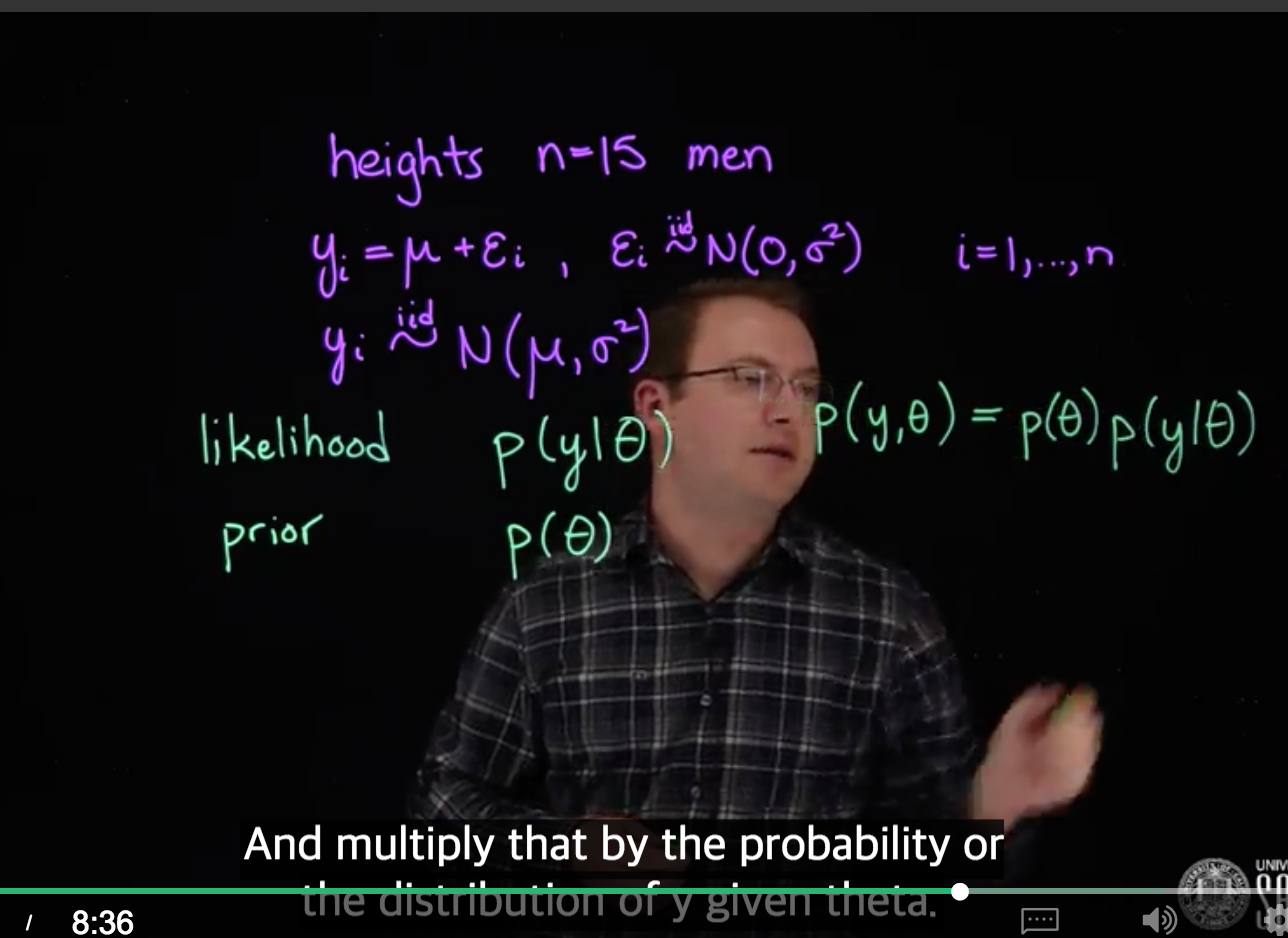 heights n=15 men
yᵢ = μ + εᵢ , εᵢ iid ~ N(0, σ²) i=1,...,n
yᵢ iid ~ N(μ, σ²)
likelihood p(y|θ) p(y,θ) = p(θ) p(y|θ)
prior p(θ)
And multiply that by the probability or
the distribution of y given theta.
/ 8:36